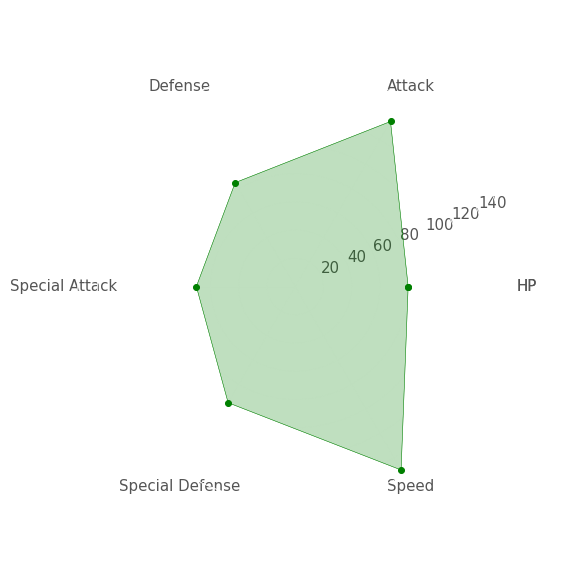 Defense
Attack
140
120
100
80
60
40
20
Special Attack
HP
Special Defense
Speed